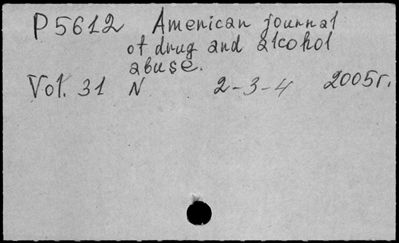 P5612 American journal
of drug and alcohol
abuse.
Vol. 31 N 2-3-4 2005г.